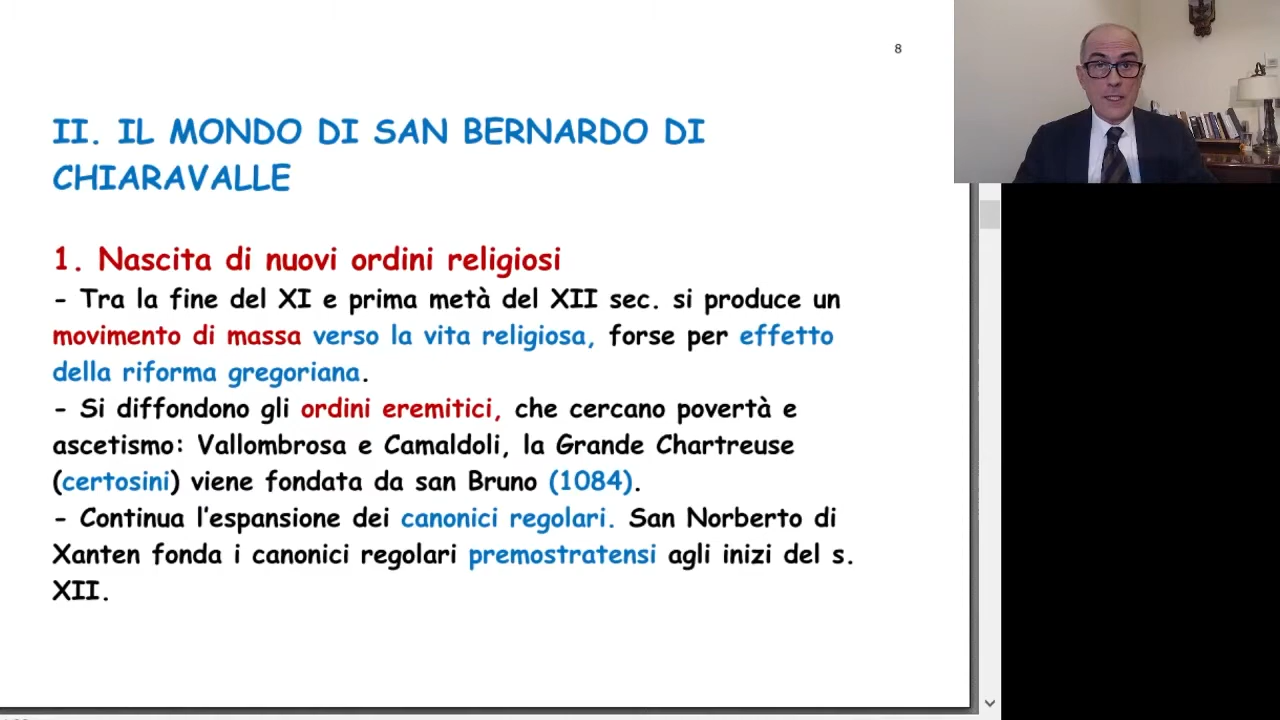 8
II. IL MONDO DI SAN BERNARDO DI
CHIARAVALLE
1. Nascita di nuovi ordini religiosi
- Tra la fine del XI e prima metà del XII sec. si produce un
movimento di massa verso la vita religiosa, forse per effetto
della riforma gregoriana.
- Si diffondono gli ordini eremitici, che cercano povertà e
ascetismo: Vallombrosa e Camaldoli, la Grande Chartreuse
(certosini) viene fondata da san Bruno (1084).
- Continua l'espansione dei canonici regolari. San Norberto di
Xanten fonda i canonici regolari premostratensi agli inizi del s.
XII.